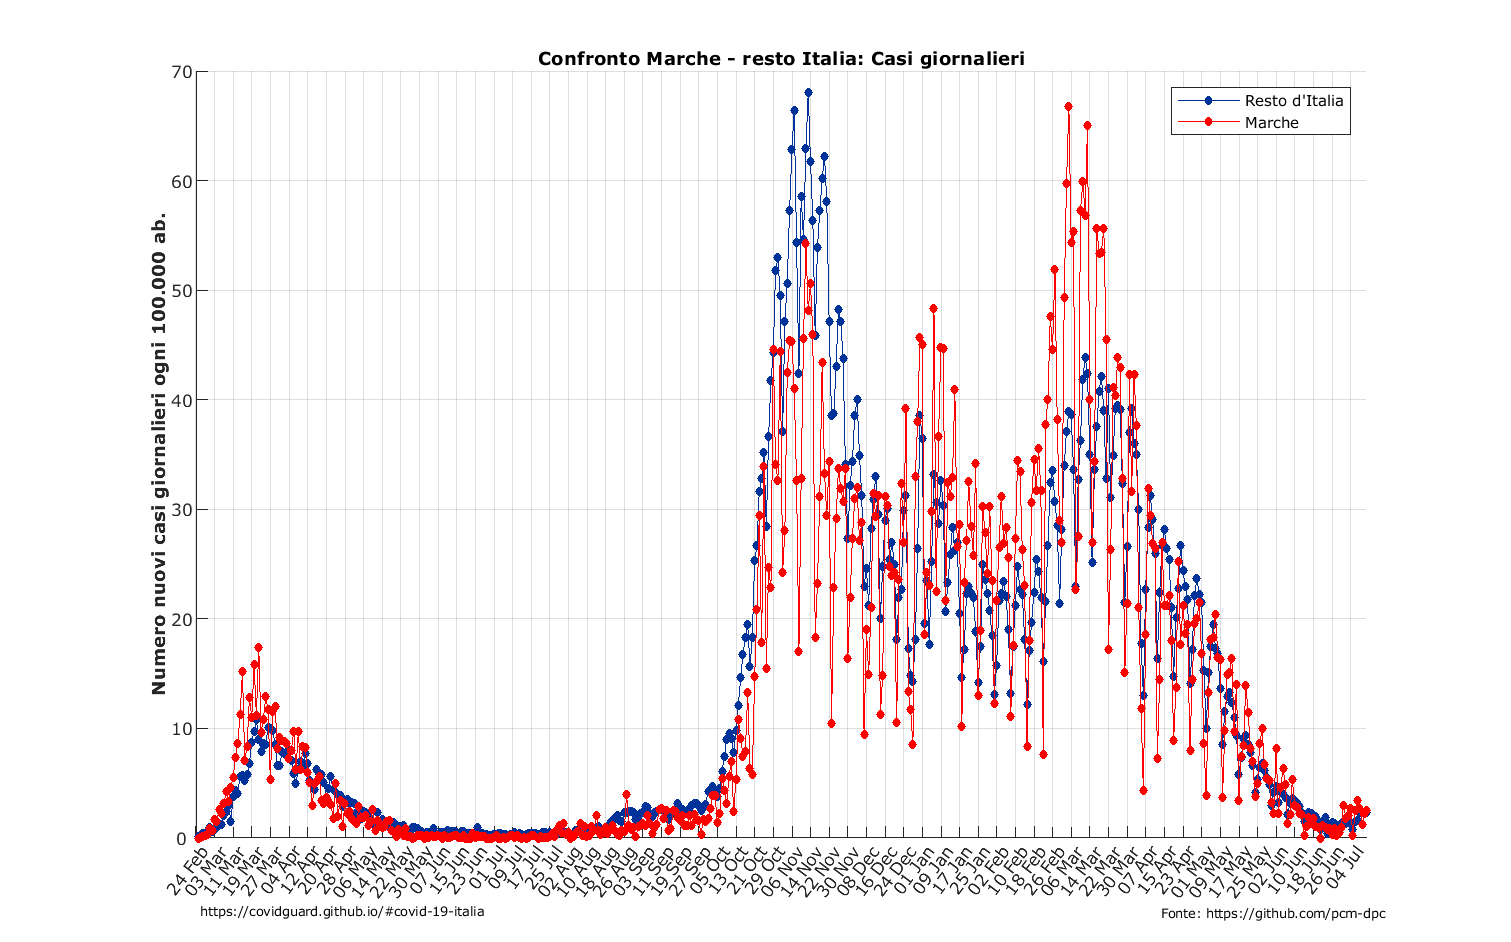 Confronto Marche - resto Italia: Casi giornalieri
Resto d'Italia
Marche
Numero nuovi casi giornalieri ogni 100.000 ab.
70
60
50
40
30
20
10
0
24 Feb
03 Mar
11 Mar
19 Mar
27 Mar
04 Apr
12 Apr
20 Apr
28 Apr
06 May
14 May
22 May
30 May
07 Jun
15 Jun
23 Jun
01 Jul
09 Jul
17 Jul
25 Jul
02 Aug
10 Aug
18 Aug
26 Aug
03 Sep
11 Sep
19 Sep
27 Sep
05 Oct
13 Oct
21 Oct
29 Oct
06 Nov
14 Nov
22 Nov
30 Nov
08 Dec
16 Dec
24 Dec
01 Jan
09 Jan
17 Jan
25 Jan
02 Feb
10 Feb
18 Feb
26 Feb
06 Mar
14 Mar
22 Mar
30 Mar
07 Apr
15 Apr
23 Apr
01 May
09 May
17 May
25 May
02 Jun
10 Jun
18 Jun
26 Jun
04 Jul
https://covidguard.github.io/#covid-19-italia
Fonte: https://github.com/pcm-dpc